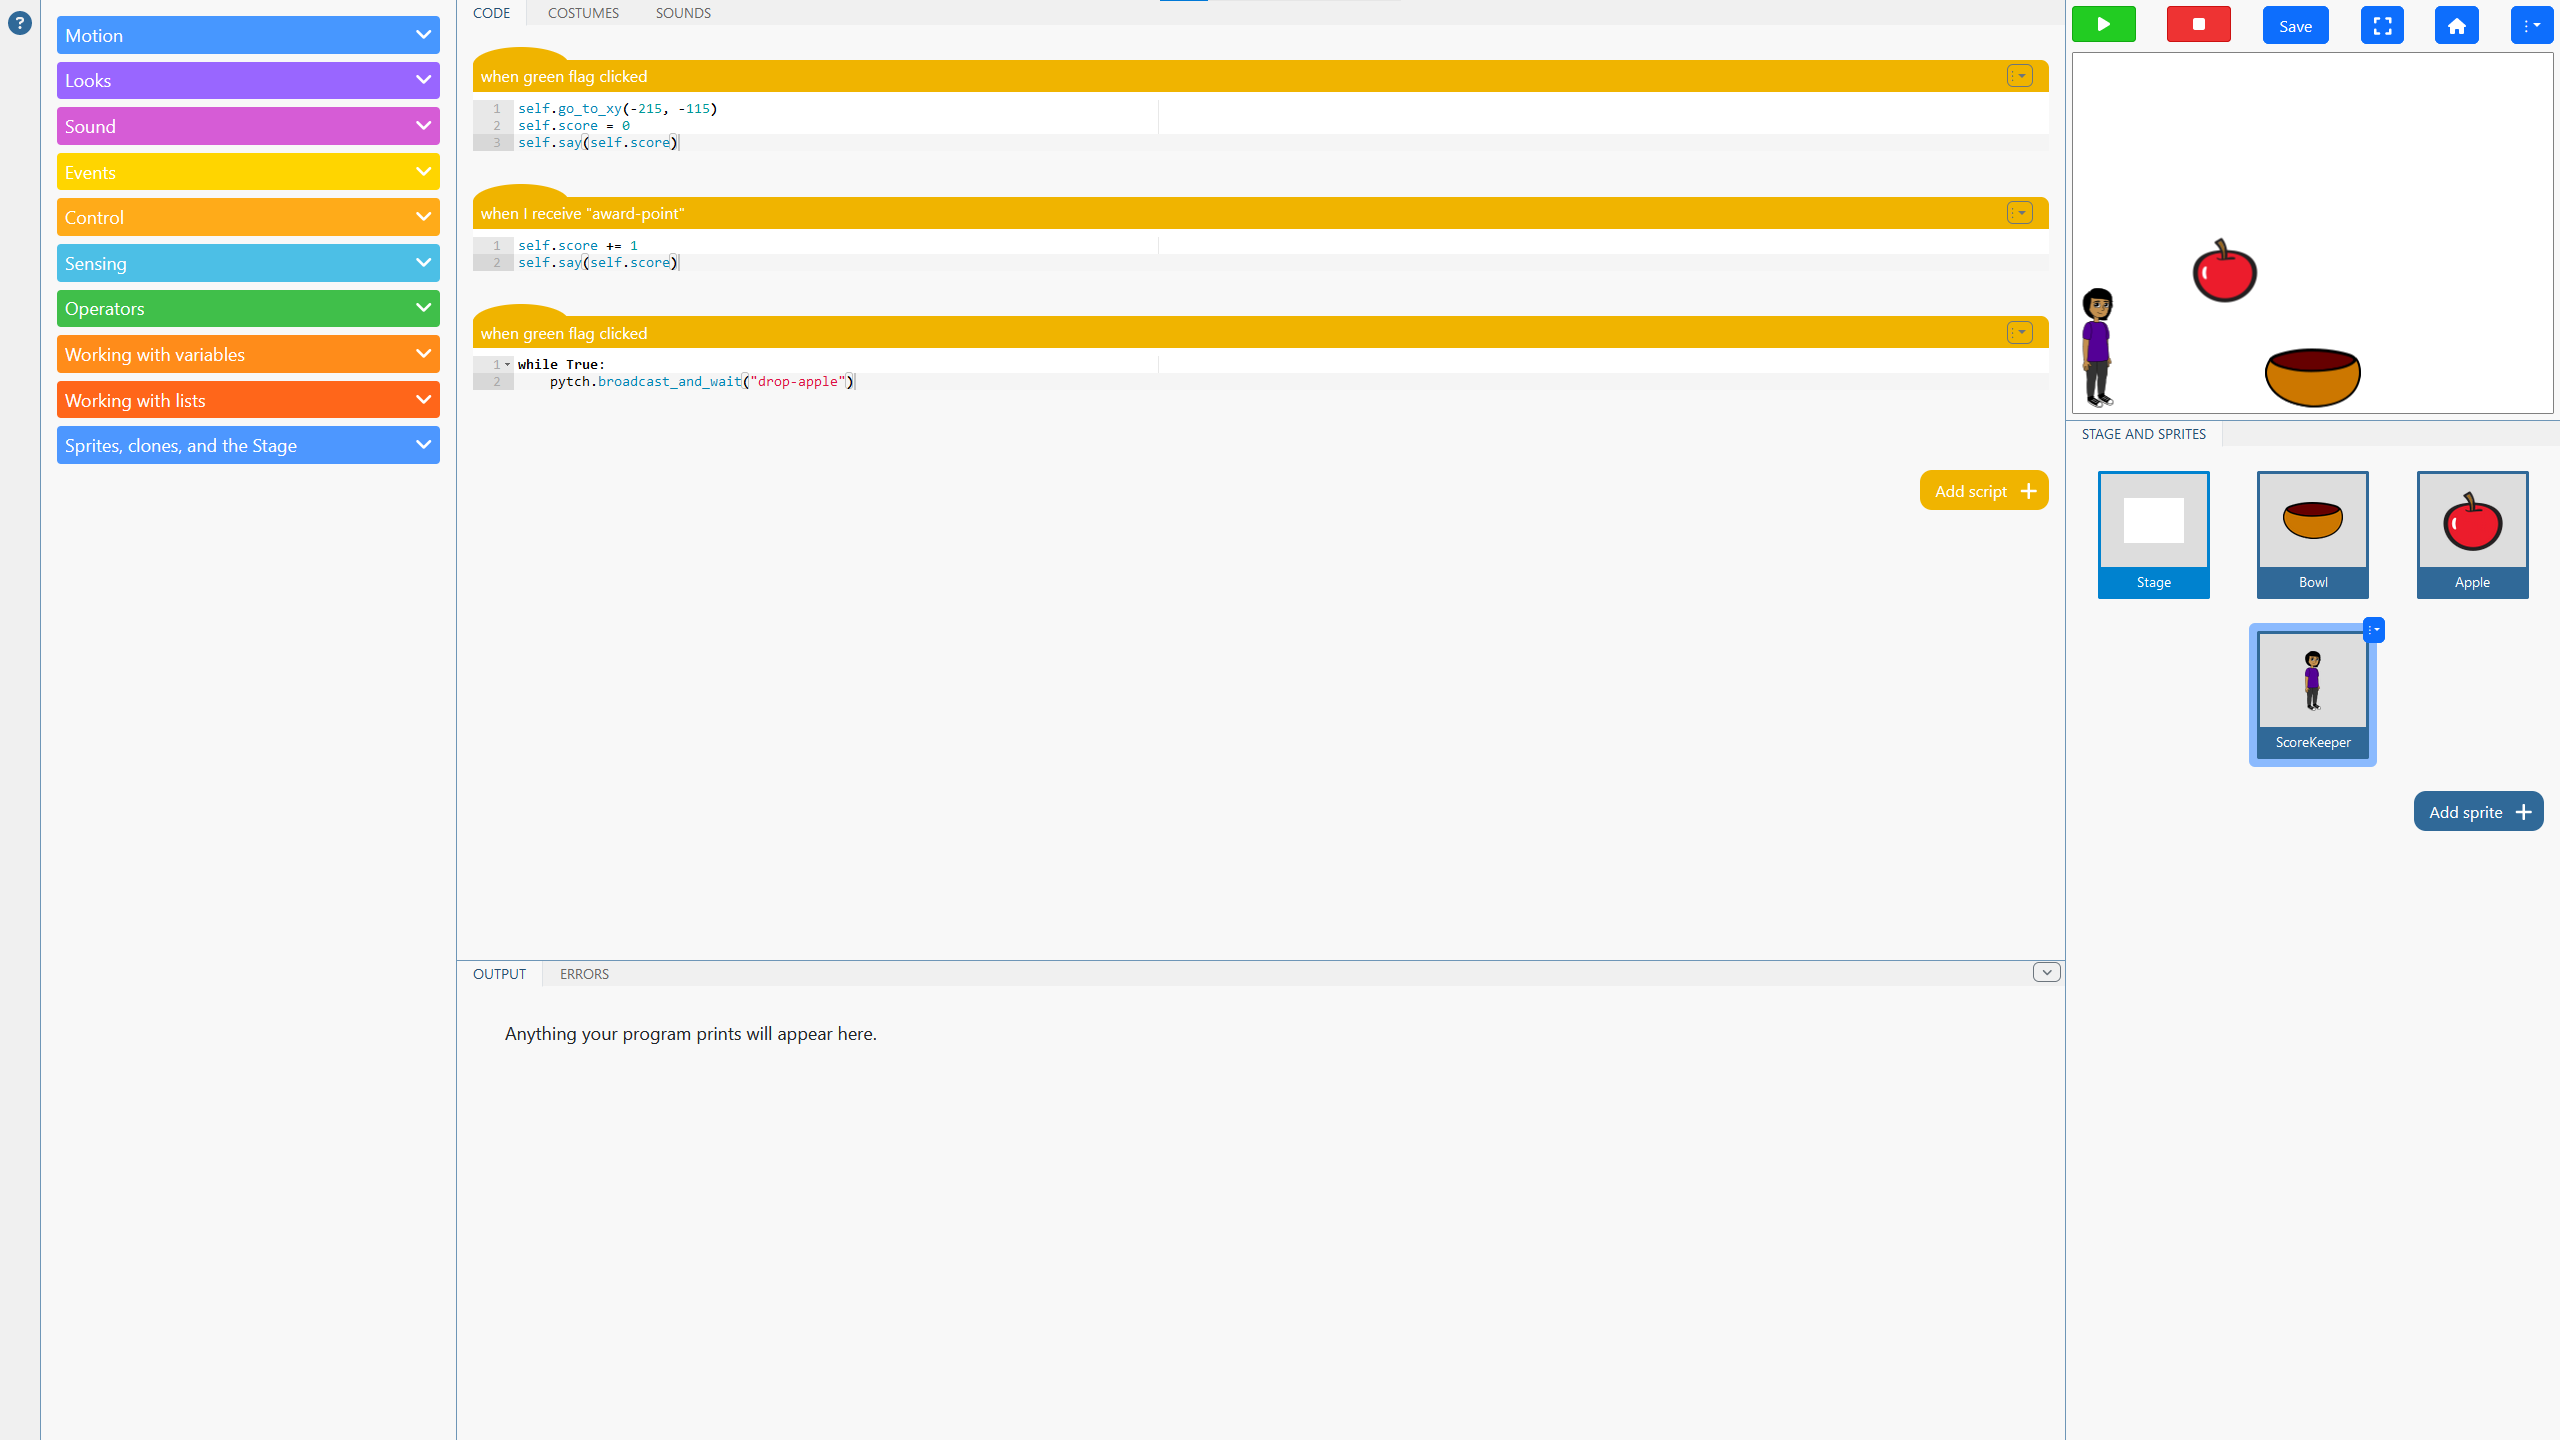 ?
Motion
Looks
Sound
Events
Control
Sensing
Operators
Working with variables
Working with lists
Sprites, clones, and the Stage
CODE COSTUMES SOUNDS
when green flag clicked
1 self.go_to_xy(-215, -115)
2 self.score = 0
3 self.say(self.score)
when I receive "award-point"
1 self.score += 1
2 self.say(self.score)
when green flag clicked
1 while True:
2 pytch.broadcast_and_wait("drop-apple")
Add script +
OUTPUT ERRORS
Anything your program prints will appear here.
Save
STAGE AND SPRITES
Stage Bowl Apple
ScoreKeeper
Add sprite +